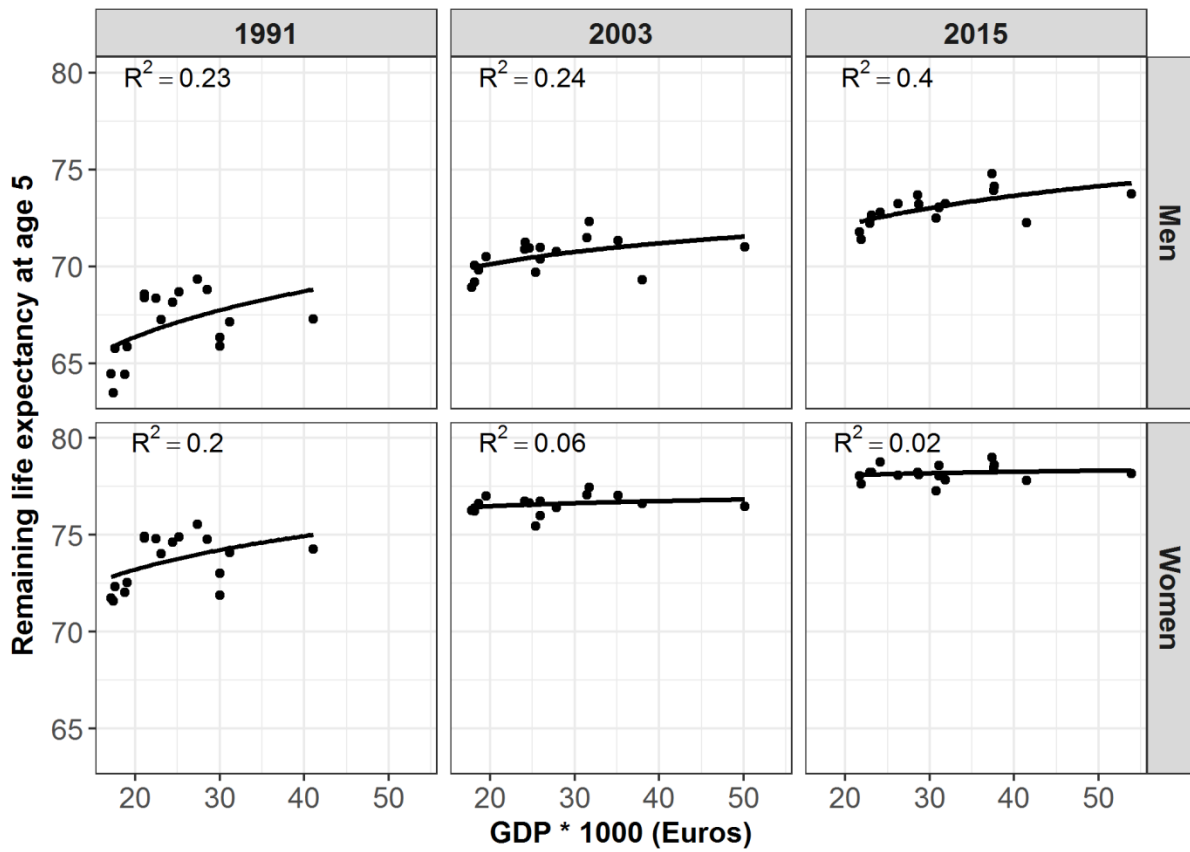 1991
2003
2015
R² = 0.23
R² = 0.24
R² = 0.4
Men
R² = 0.2
R² = 0.06
R² = 0.02
Women
Remaining life expectancy at age 5
80
75
70
65
80
75
70
65
20 30 40 50
20 30 40 50
20 30 40 50
GDP * 1000 (Euros)